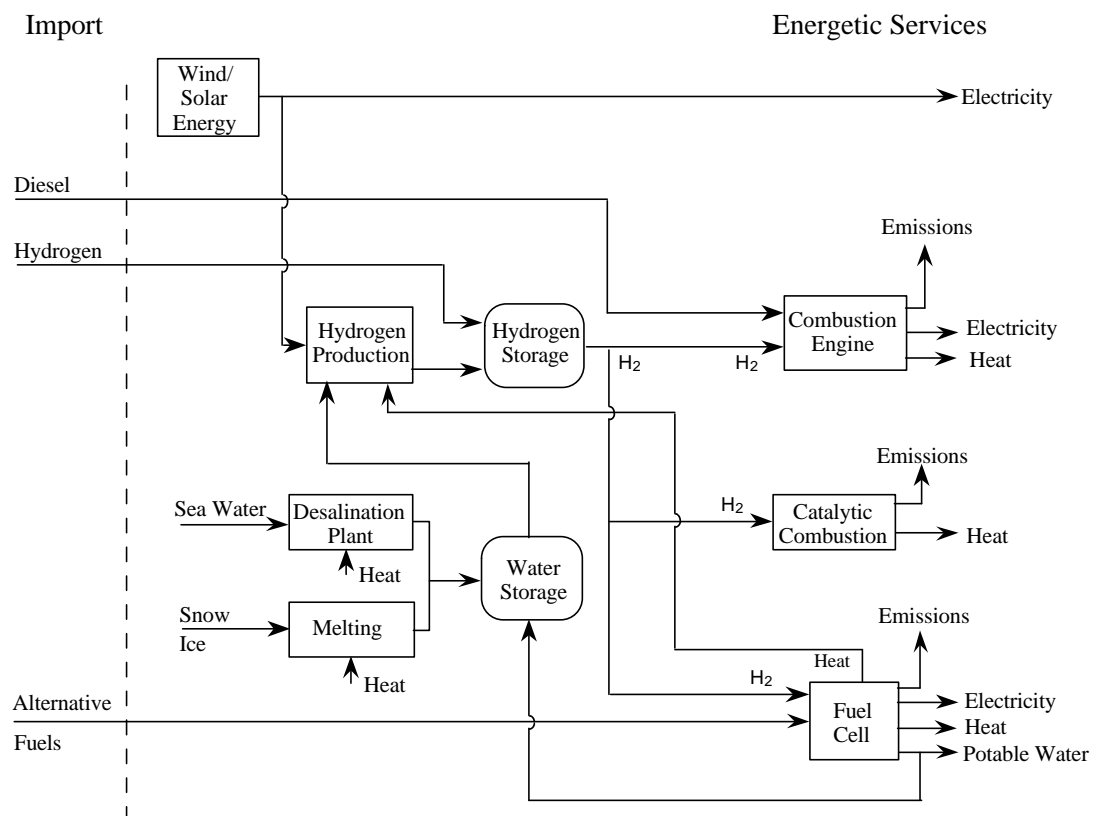 Import
Energetic Services
Wind/
Solar
Energy
Electricity
Diesel
Emissions
Hydrogen
Hydrogen
Production
Hydrogen
Storage
Combustion
Engine
Electricity
Heat
H2
H2
Emissions
Sea Water
Desalination
Plant
Heat
H2
Catalytic
Combustion
Heat
Water
Storage
Snow
Ice
Melting
Heat
Emissions
Heat
H2
Alternative
Fuels
Fuel
Cell
Electricity
Heat
Potable Water